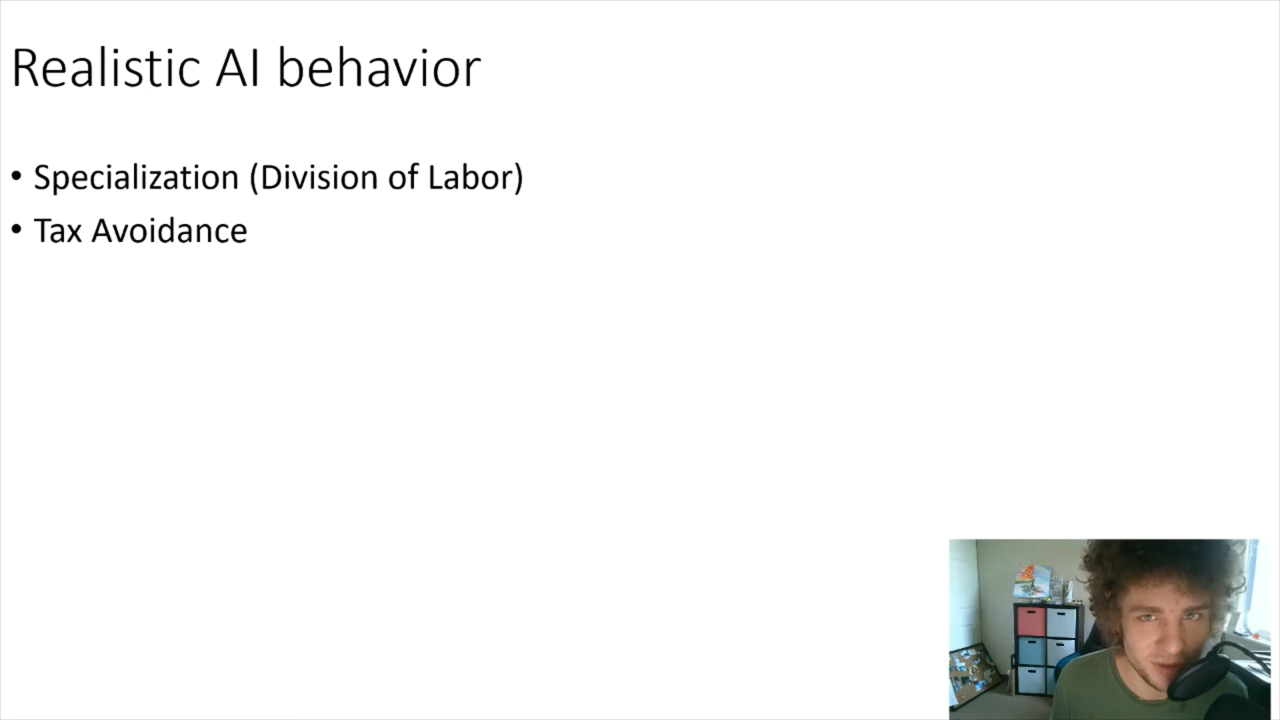 Realistic AI behavior
• Specialization (Division of Labor)
• Tax Avoidance